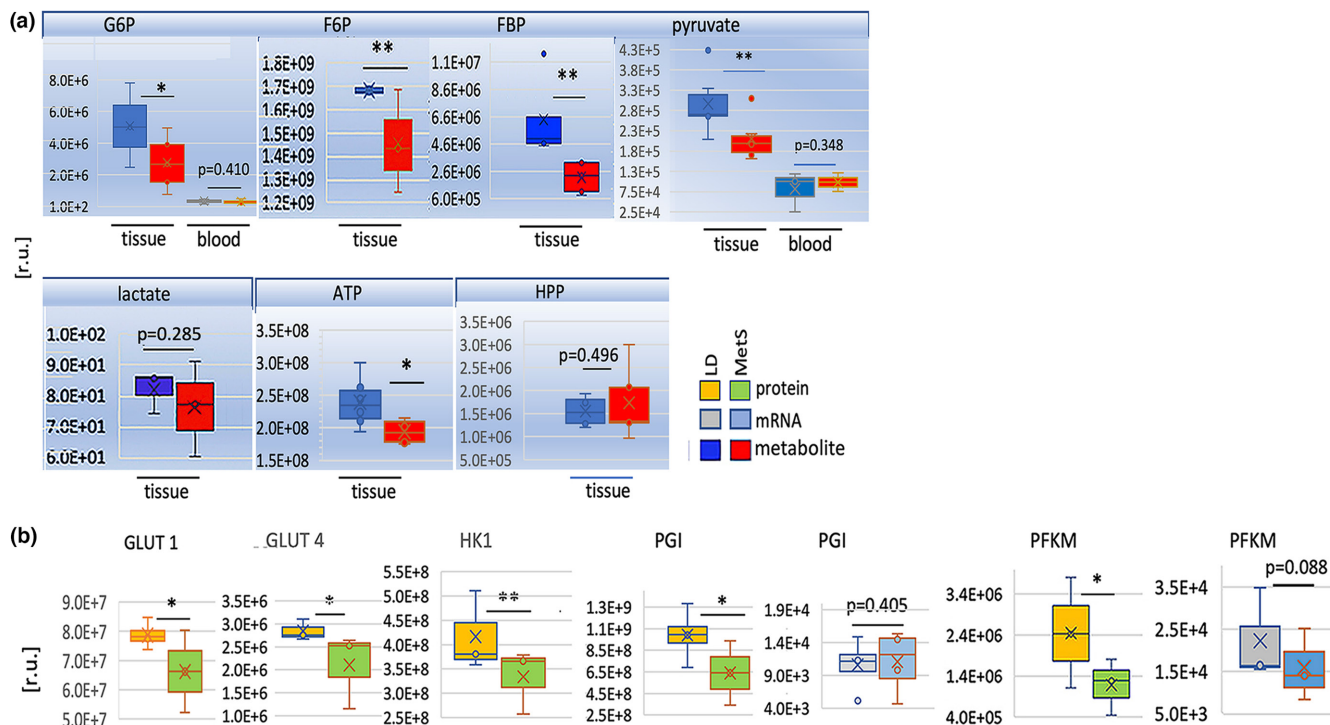 (a)
G6P F6P FBP pyruvate
8.0E+6
6.0E+6
4.0E+6
2.0E+6
1.0E+2
*
p=0.410
tissue blood
1.8E+09
1.7E+09
1.6E+09
1.5E+09
1.4E+09
1.3E+09
1.2E+09
**
tissue
1.1E+07
8.6E+06
6.6E+06
4.6E+06
2.6E+06
6.0E+05
**
tissue
4.3E+5
3.8E+5
3.3E+5
2.8E+5
2.3E+5
1.8E+5
1.3E+5
7.5E+4
2.5E+4
**
p=0.348
tissue blood
[r.u.]
lactate ATP HPP
1.0E+02
9.0E+01
8.0E+01
7.0E+01
6.0E+01
p=0.285
tissue
3.5E+08
3.0E+08
2.5E+08
2.0E+08
1.5E+08
*
tissue
3.5E+06
3.0E+06
2.5E+06
2.0E+06
1.5E+06
1.0E+06
5.0E+05
p=0.496
tissue
LD MetS
protein
mRNA
metabolite
(b)
GLUT 1 GLUT 4 HK1 PGI PGI PFKM PFKM
[r.u.]
9.0E+7
8.0E+7
7.0E+7
6.0E+7
5.0E+7
*
3.5E+6
3.0E+6
2.5E+6
2.0E+6
1.5E+6
1.0E+6
*
5.5E+8
5.0E+8
4.5E+8
4.0E+8
3.5E+8
3.0E+8
2.5E+8
**
1.3E+9
1.1E+9
8.5E+8
6.5E+8
4.5E+8
2.5E+8
*
1.9E+4
1.4E+4
9.0E+3
4.0E+3
p=0.405
3.4E+06
2.4E+06
1.4E+06
4.0E+05
*
3.5E+4
2.5E+4
1.5E+4
5.0E+3
p=0.088